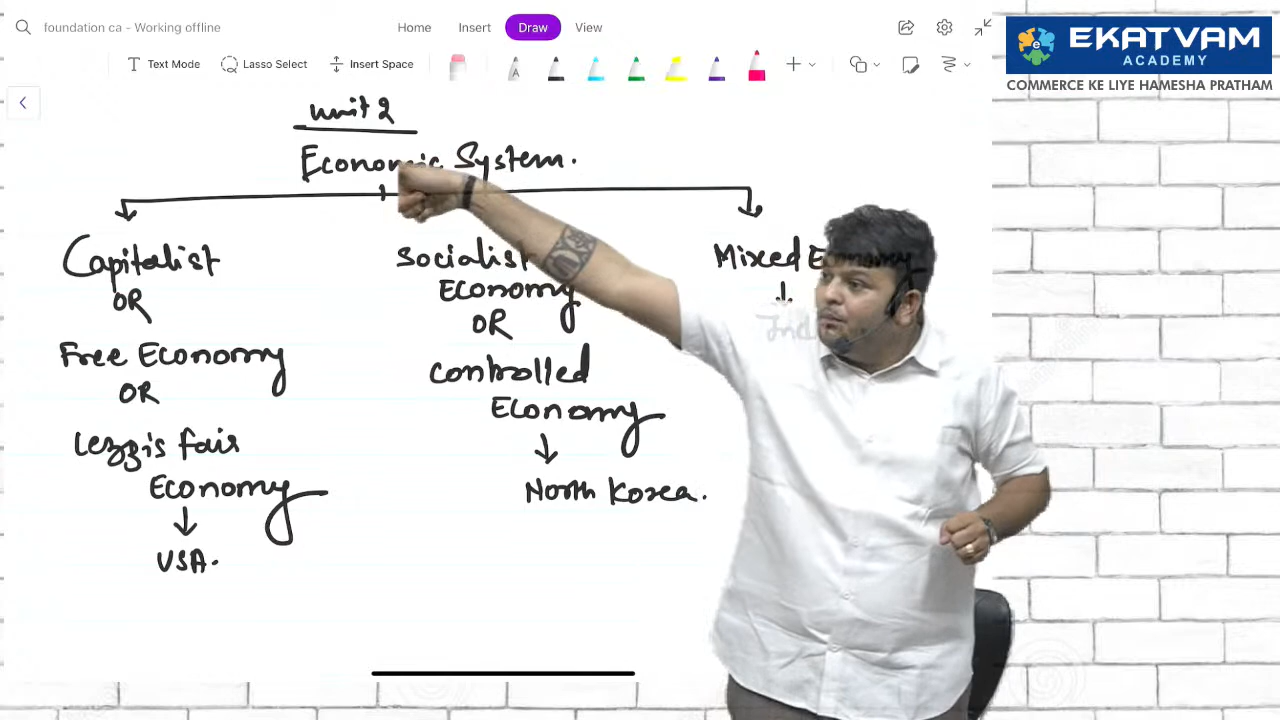 foundation ca - Working offline
Home
Insert
Draw
View
Text Mode
Lasso Select
Insert Space
EKATVAM
ACADEMY
COMMERCE KE LIYE HAMESHA PRATHAM
Unit 2
Economic System.
Capitalist
OR
Free Economy
OR
Lezzis fair
Economy
USA.
Socialist
Economy
OR
Controlled
Economy
North Korea.
Mixed Economy